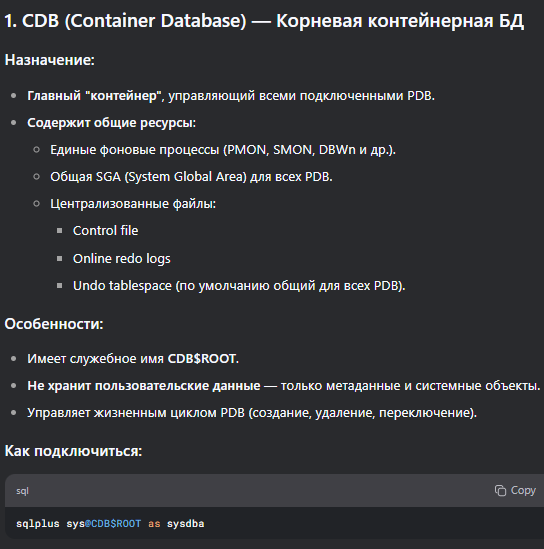 1. CDB (Container Database) — Корневая контейнерная БД
Назначение:
Главный "контейнер", управляющий всеми подключенными PDB.
Содержит общие ресурсы:
Единые фоновые процессы (PMON, SMON, DBWn и др.).
Общая SGA (System Global Area) для всех PDB.
Централизованные файлы:
Control file
Online redo logs
Undo tablespace (по умолчанию общий для всех PDB).
Особенности:
Имеет служебное имя CDB$ROOT.
Не хранит пользовательские данные — только метаданные и системные объекты.
Управляет жизненным циклом PDB (создание, удаление, переключение).
Как подключиться:
sql Copy
sqlplus sys@CDB$ROOT as sysdba